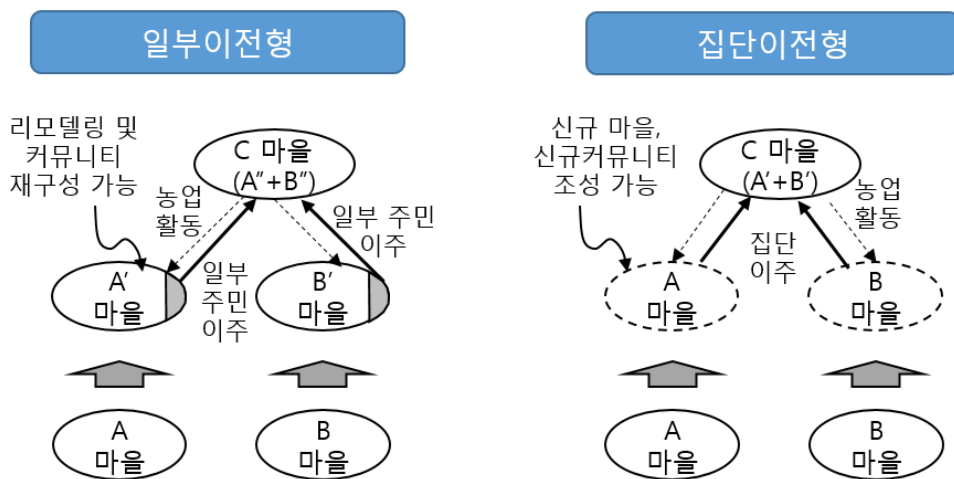 일부이전형
리모델링 및
커뮤니티
재구성 가능
C 마을
(A"+B")
농업
활동
일부 주민
이주
일부
주민
이주
A′
마을
B′
마을
A
마을
B
마을
집단이전형
신규 마을,
신규커뮤니티
조성 가능
C 마을
(A′+B′)
농업
활동
집단
이주
A
마을
B
마을
A
마을
B
마을